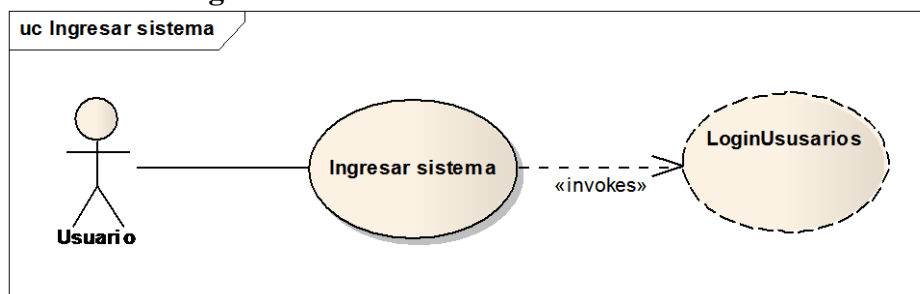 uc Ingresar sistema
Ingresar sistema
LoginUsusarios
«invokes»
Usuario